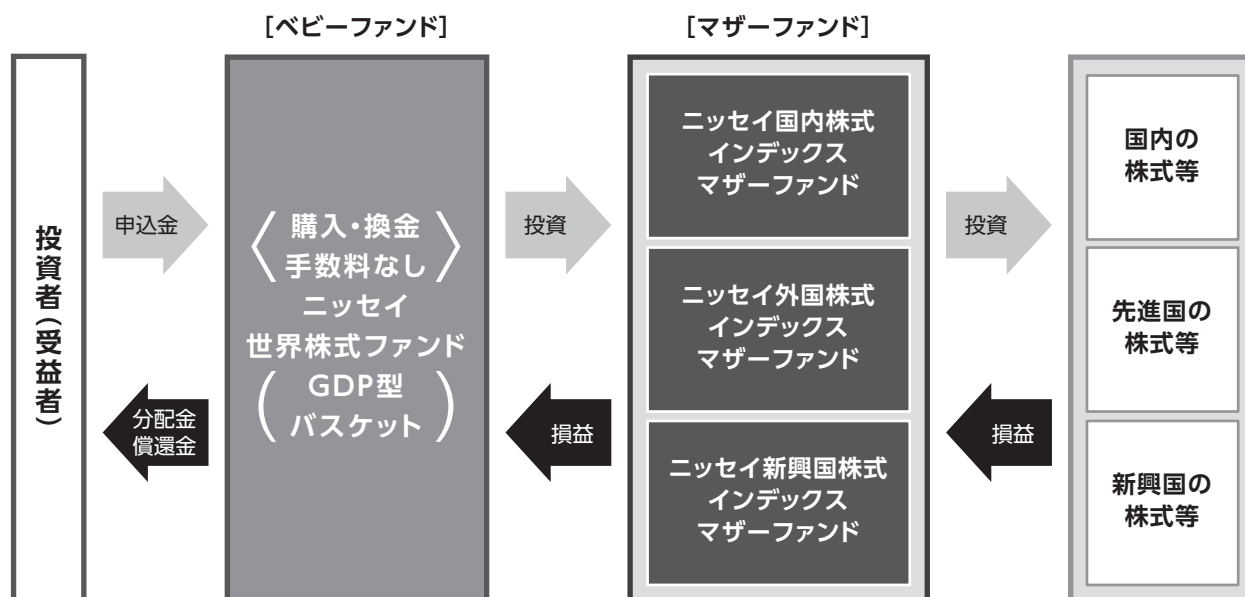 [ベビーファンド]
[マザーファンド]
投資者(受益者)
申込金
分配金
償還金
〈購入・換金
手数料なし〉
ニッセイ
世界株式ファンド
(GDP型
バスケット)
投資
損益
ニッセイ国内株式
インデックス
マザーファンド
ニッセイ外国株式
インデックス
マザーファンド
ニッセイ新興国株式
インデックス
マザーファンド
投資
損益
国内の
株式等
先進国の
株式等
新興国の
株式等